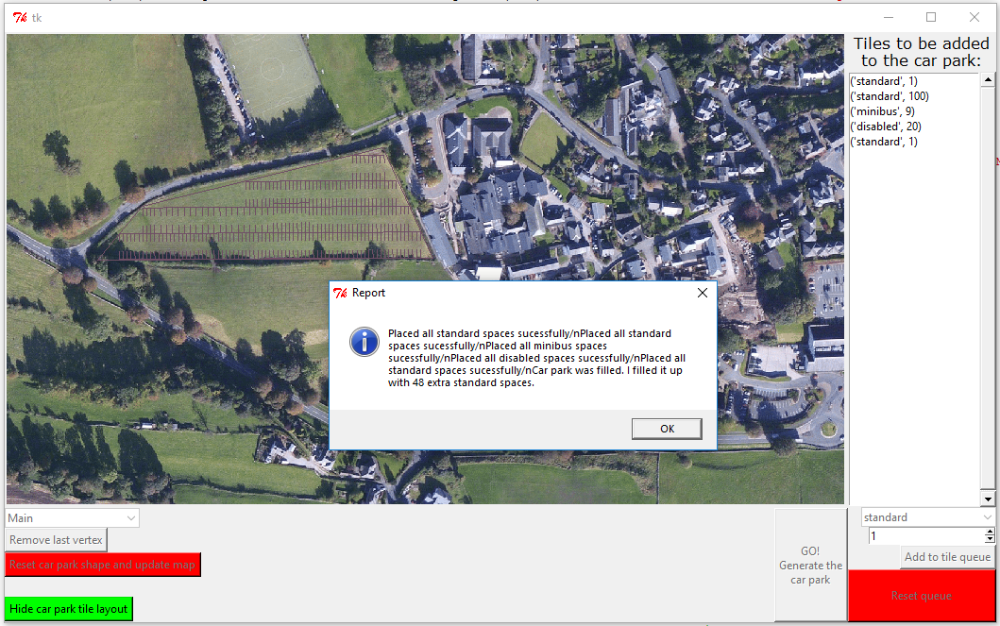 tk
Tiles to be added
to the car park:
('standard', 1)
('standard', 100)
('minibus', 9)
('disabled', 20)
('standard', 1)
Report
Placed all standard spaces sucessfully/nPlaced all standard
spaces sucessfully/nPlaced all minibus spaces
sucessfully/nPlaced all disabled spaces sucessfully/nPlaced all
standard spaces sucessfully/nCar park was filled. I filled it up
with 48 extra standard spaces.
OK
Main
Remove last vertex
Reset car park shape and update map
Hide car park tile layout
GO!
Generate the
car park
standard
1
Add to tile queue
Reset queue